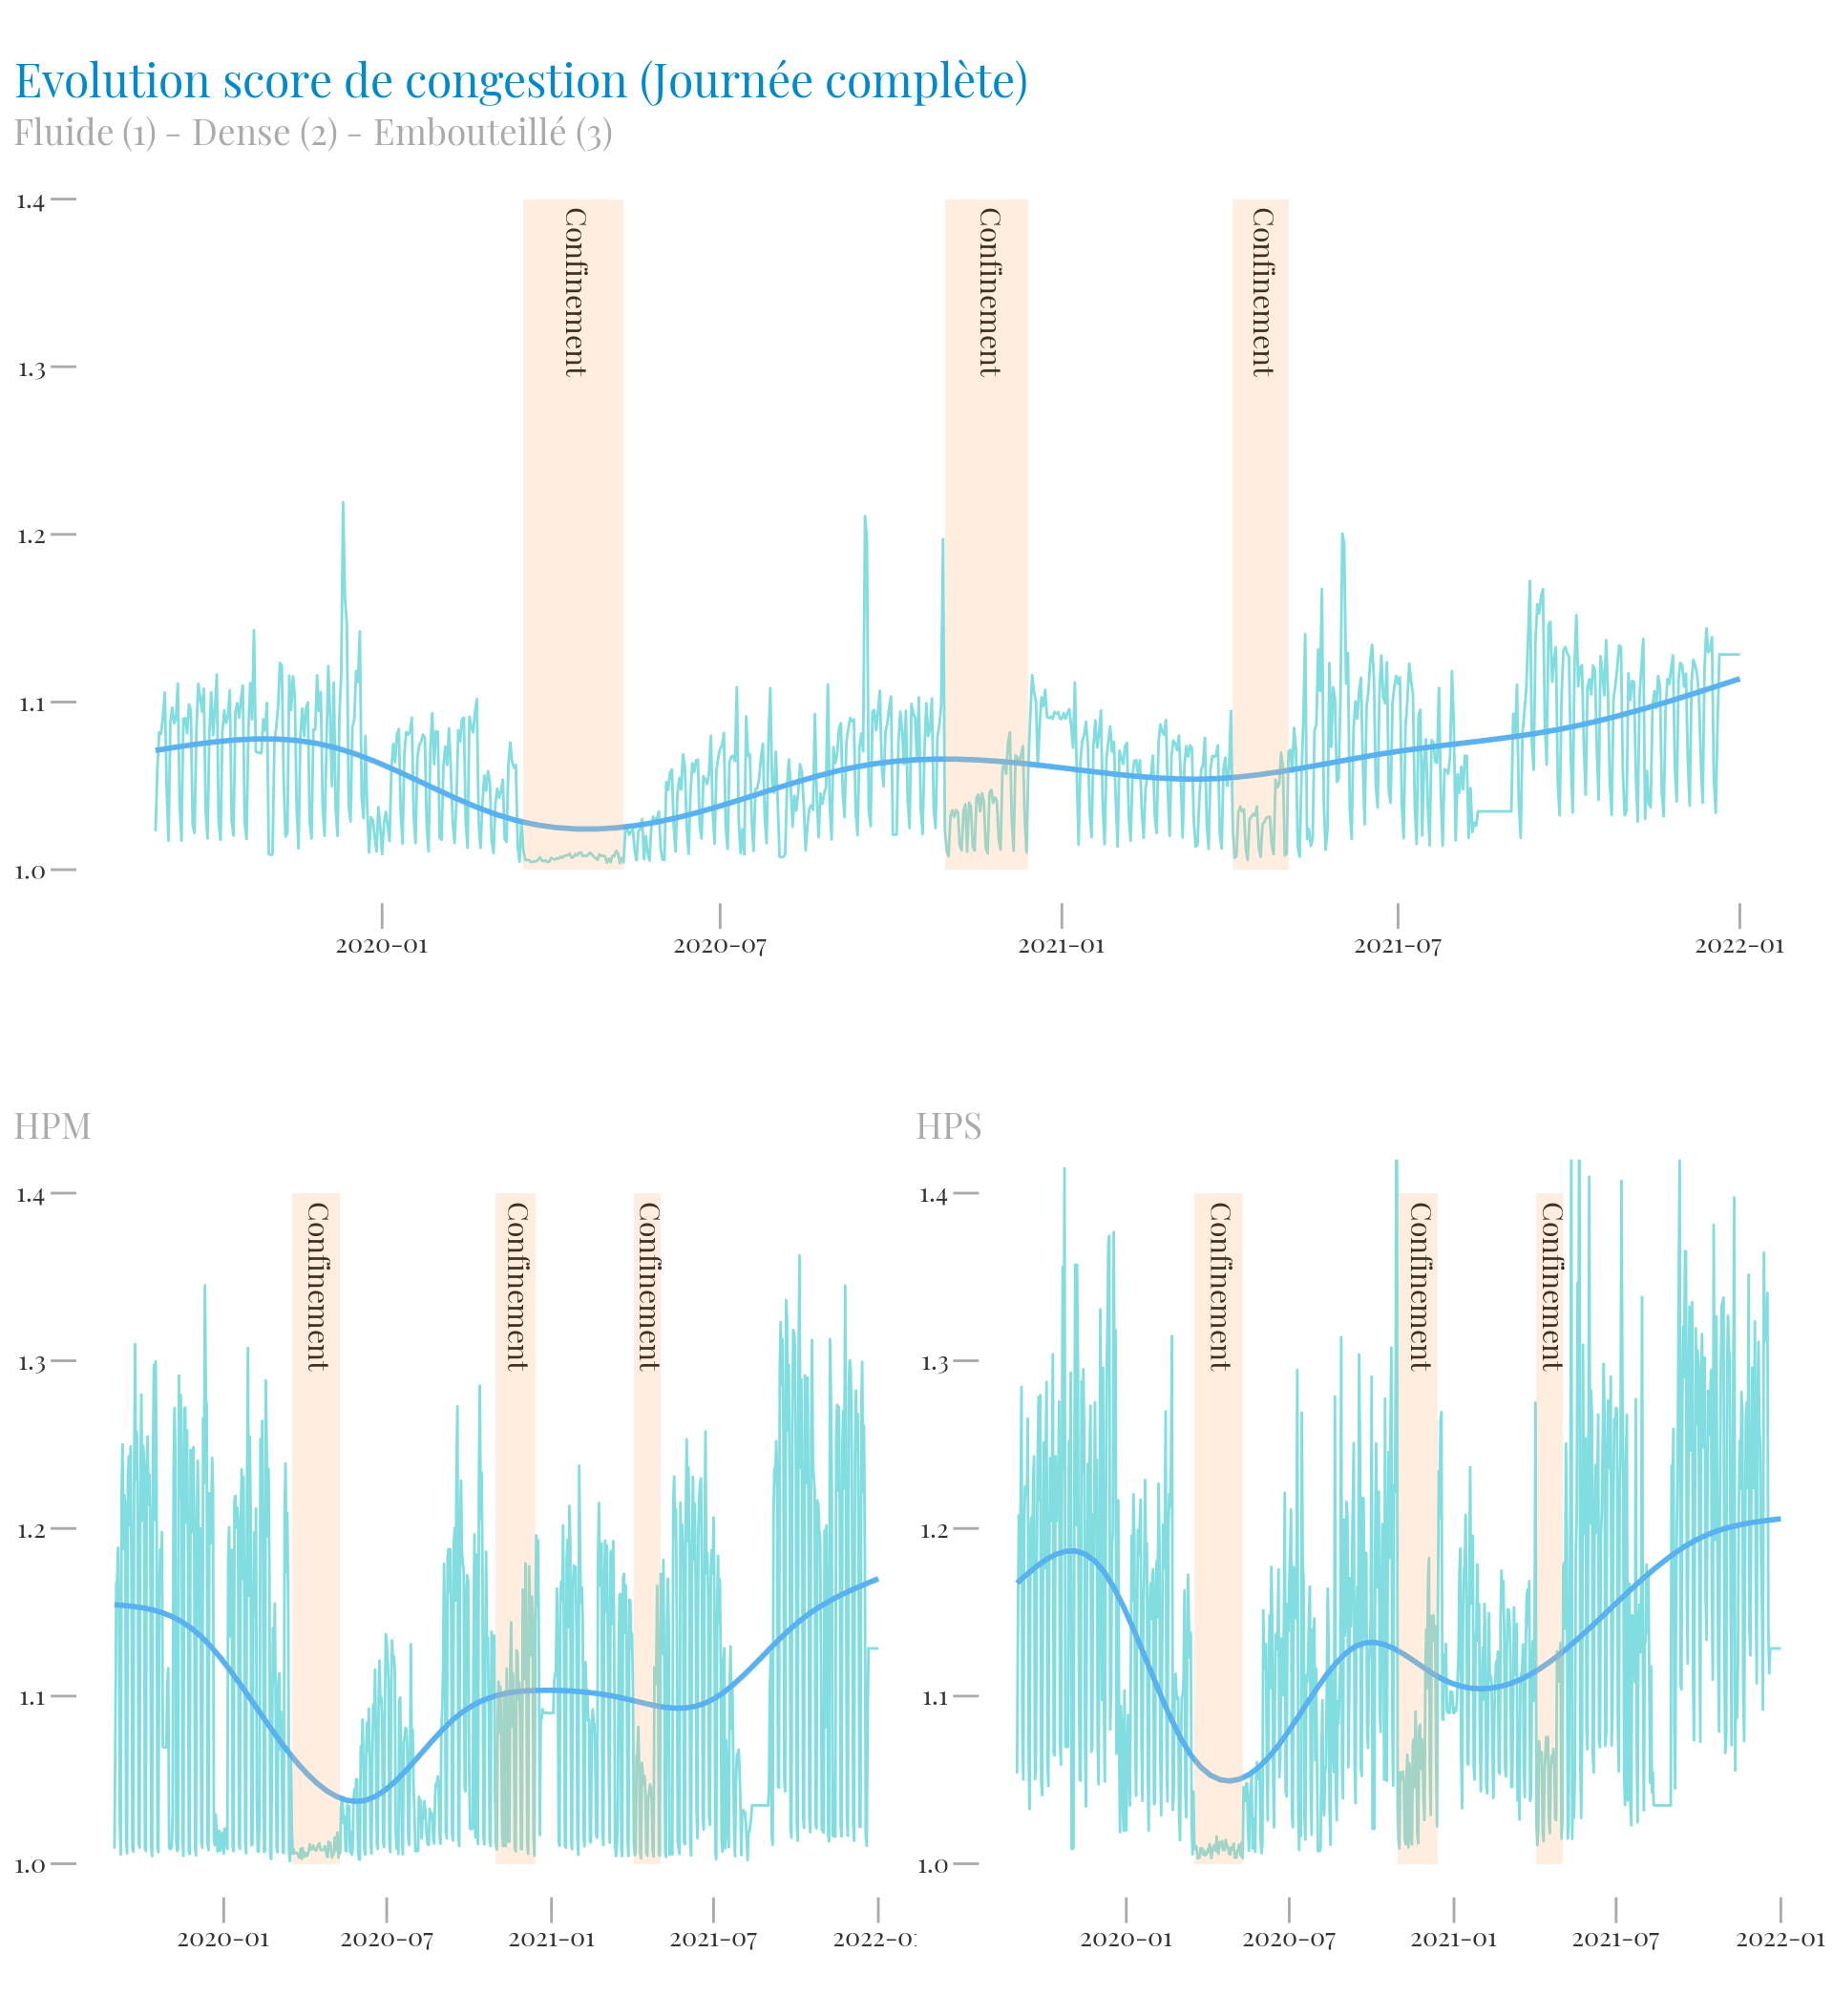 Evolution score de congestion (Journée complète)
Fluide (1) - Dense (2) - Embouteillé (3)
1.4
1.3
1.2
1.1
1.0
Confinement
Confinement
Confinement
2020-01
2020-07
2021-01
2021-07
2022-01
HPM
1.4
1.3
1.2
1.1
1.0
Confinement
Confinement
Confinement
2020-01
2020-07
2021-01
2021-07
2022-0
HPS
1.4
1.3
1.2
1.1
1.0
Confinement
Confinement
Confinement
2020-01
2020-07
2021-01
2021-07
2022-01